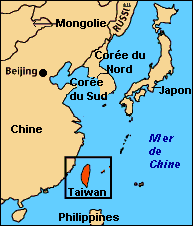 RUSSIE
Mongolie
Corée du
Nord
Beijing
Corée
du Sud
Japon
Chine
Mer
de
Chine
Taiwan
Philippines